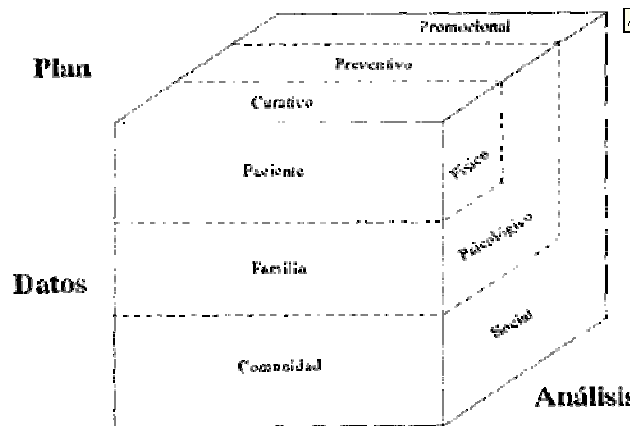 Promocional
Plan
Preventivo
Curativo
Paciente
Físico
Familia
Psicológico
Datos
Social
Comunidad
Análisis